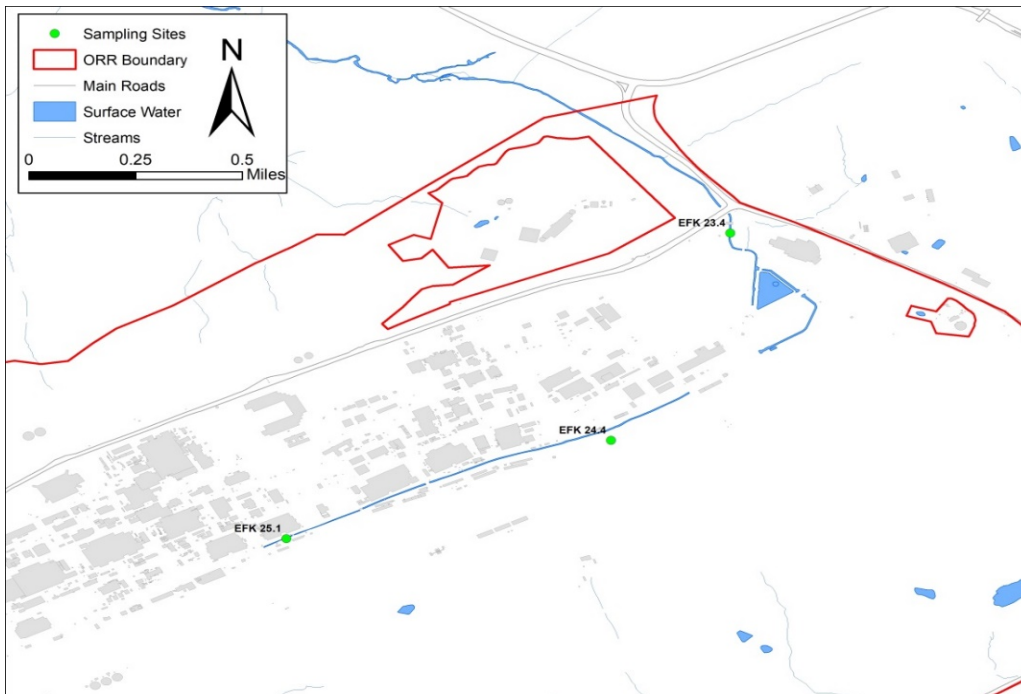 Sampling Sites
ORR Boundary
Main Roads
Surface Water
Streams
N
0 0.25 0.5
Miles
EFK 23.4
EFK 24.4
EFK 25.1